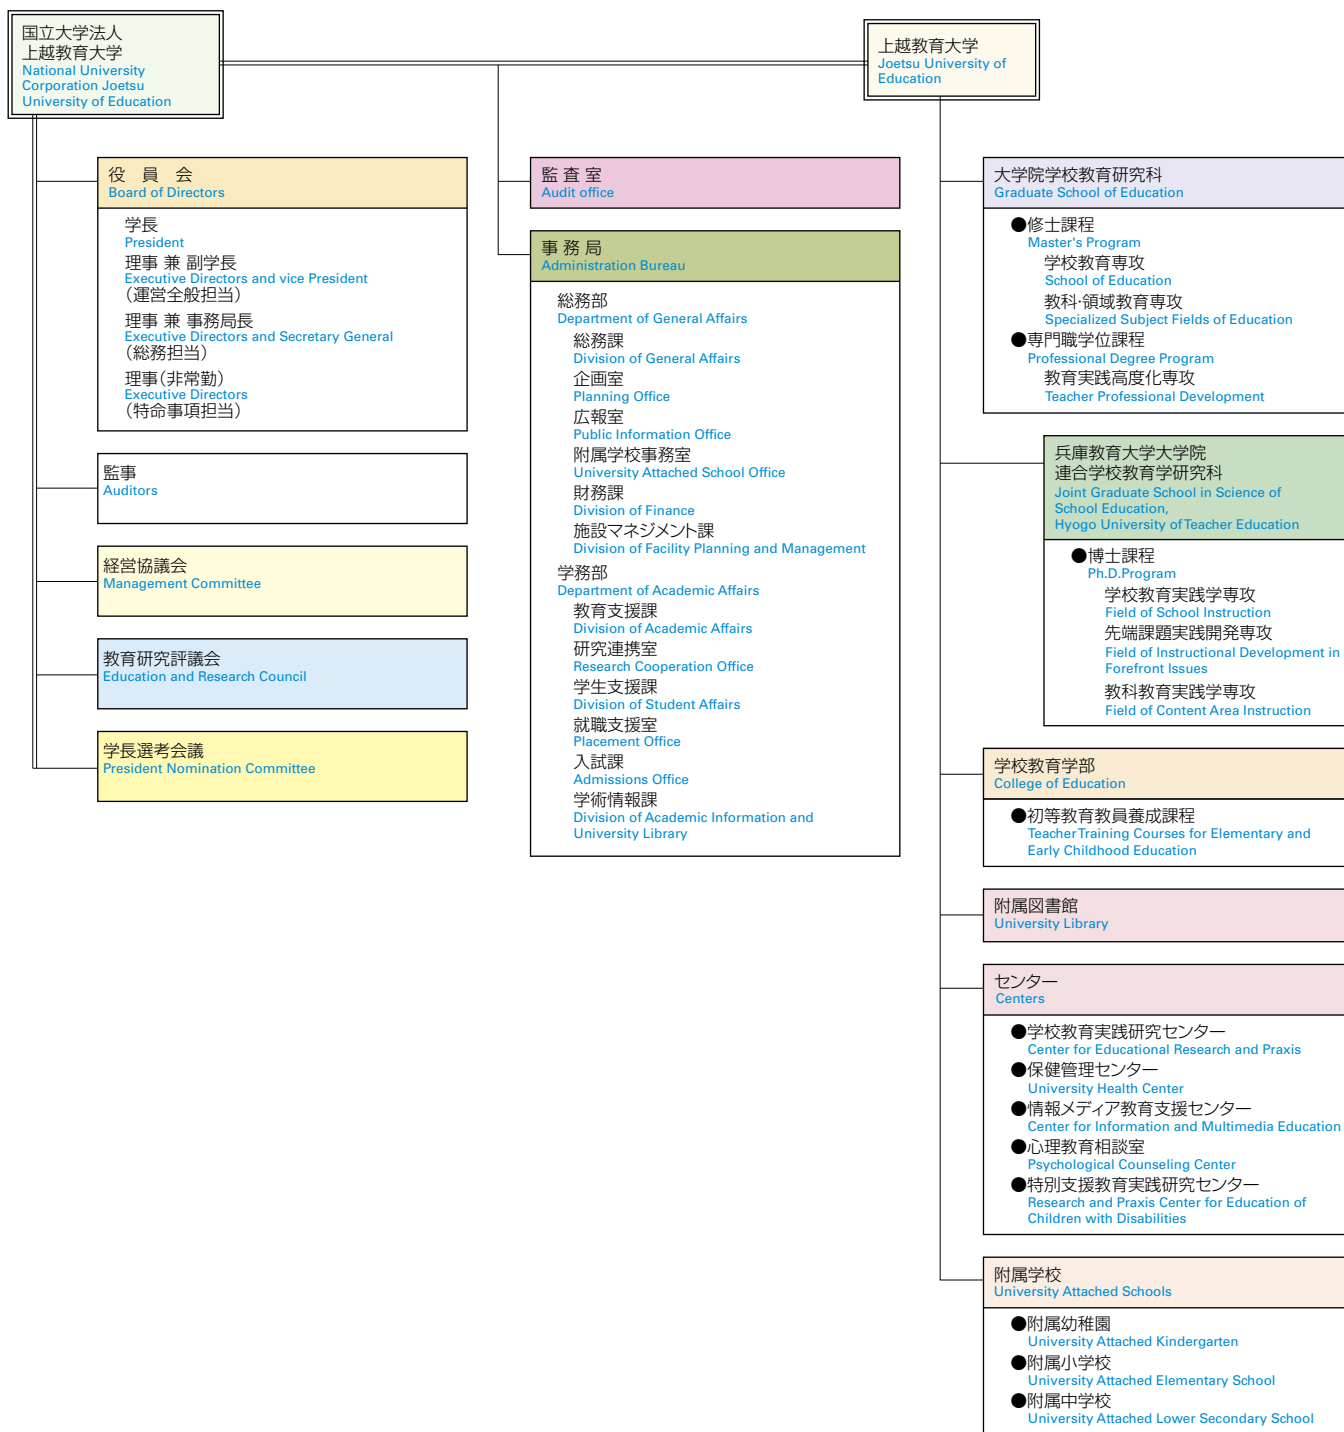 国立大学法人
上越教育大学
National University
Corporation Joetsu
University of Education
上越教育大学
Joetsu University of
Education
役 員 会
Board of Directors
学長
President
理事 兼 副学長
Executive Directors and vice President
（運営全般担当）
理事 兼 事務局長
Executive Directors and Secretary General
（総務担当）
理事（非常勤）
Executive Directors
（特命事項担当）
監事
Auditors
経営協議会
Management Committee
教育研究評議会
Education and Research Council
学長選考会議
President Nomination Committee
監 査 室
Audit office
事 務 局
Administration Bureau
総務部
Department of General Affairs
総務課
Division of General Affairs
企画室
Planning Office
広報室
Public Information Office
附属学校事務室
University Attached School Office
財務課
Division of Finance
施設マネジメント課
Division of Facility Planning and Management
学務部
Department of Academic Affairs
教育支援課
Division of Academic Affairs
研究連携室
Research Cooperation Office
学生支援課
Division of Student Affairs
就職支援室
Placement Office
入試課
Admissions Office
学術情報課
Division of Academic Information and
University Library
大学院学校教育研究科
Graduate School of Education
●修士課程
Master's Program
学校教育専攻
School of Education
教科・領域教育専攻
Specialized Subject Fields of Education
●専門職学位課程
Professional Degree Program
教育実践高度化専攻
Teacher Professional Development
兵庫教育大学大学院
連合学校教育学研究科
Joint Graduate School in Science of
School Education,
Hyogo University of Teacher Education
●博士課程
Ph.D.Program
学校教育実践学専攻
Field of School Instruction
先端課題実践開発専攻
Field of Instructional Development in
Forefront Issues
教科教育実践学専攻
Field of Content Area Instruction
学校教育学部
College of Education
●初等教育教員養成課程
Teacher Training Courses for Elementary and
Early Childhood Education
附属図書館
University Library
センター
Centers
●学校教育実践研究センター
Center for Educational Research and Praxis
●保健管理センター
University Health Center
●情報メディア教育支援センター
Center for Information and Multimedia Education
●心理教育相談室
Psychological Counseling Center
●特別支援教育実践研究センター
Research and Praxis Center for Education of
Children with Disabilities
附属学校
University Attached Schools
●附属幼稚園
University Attached Kindergarten
●附属小学校
University Attached Elementary School
●附属中学校
University Attached Lower Secondary School